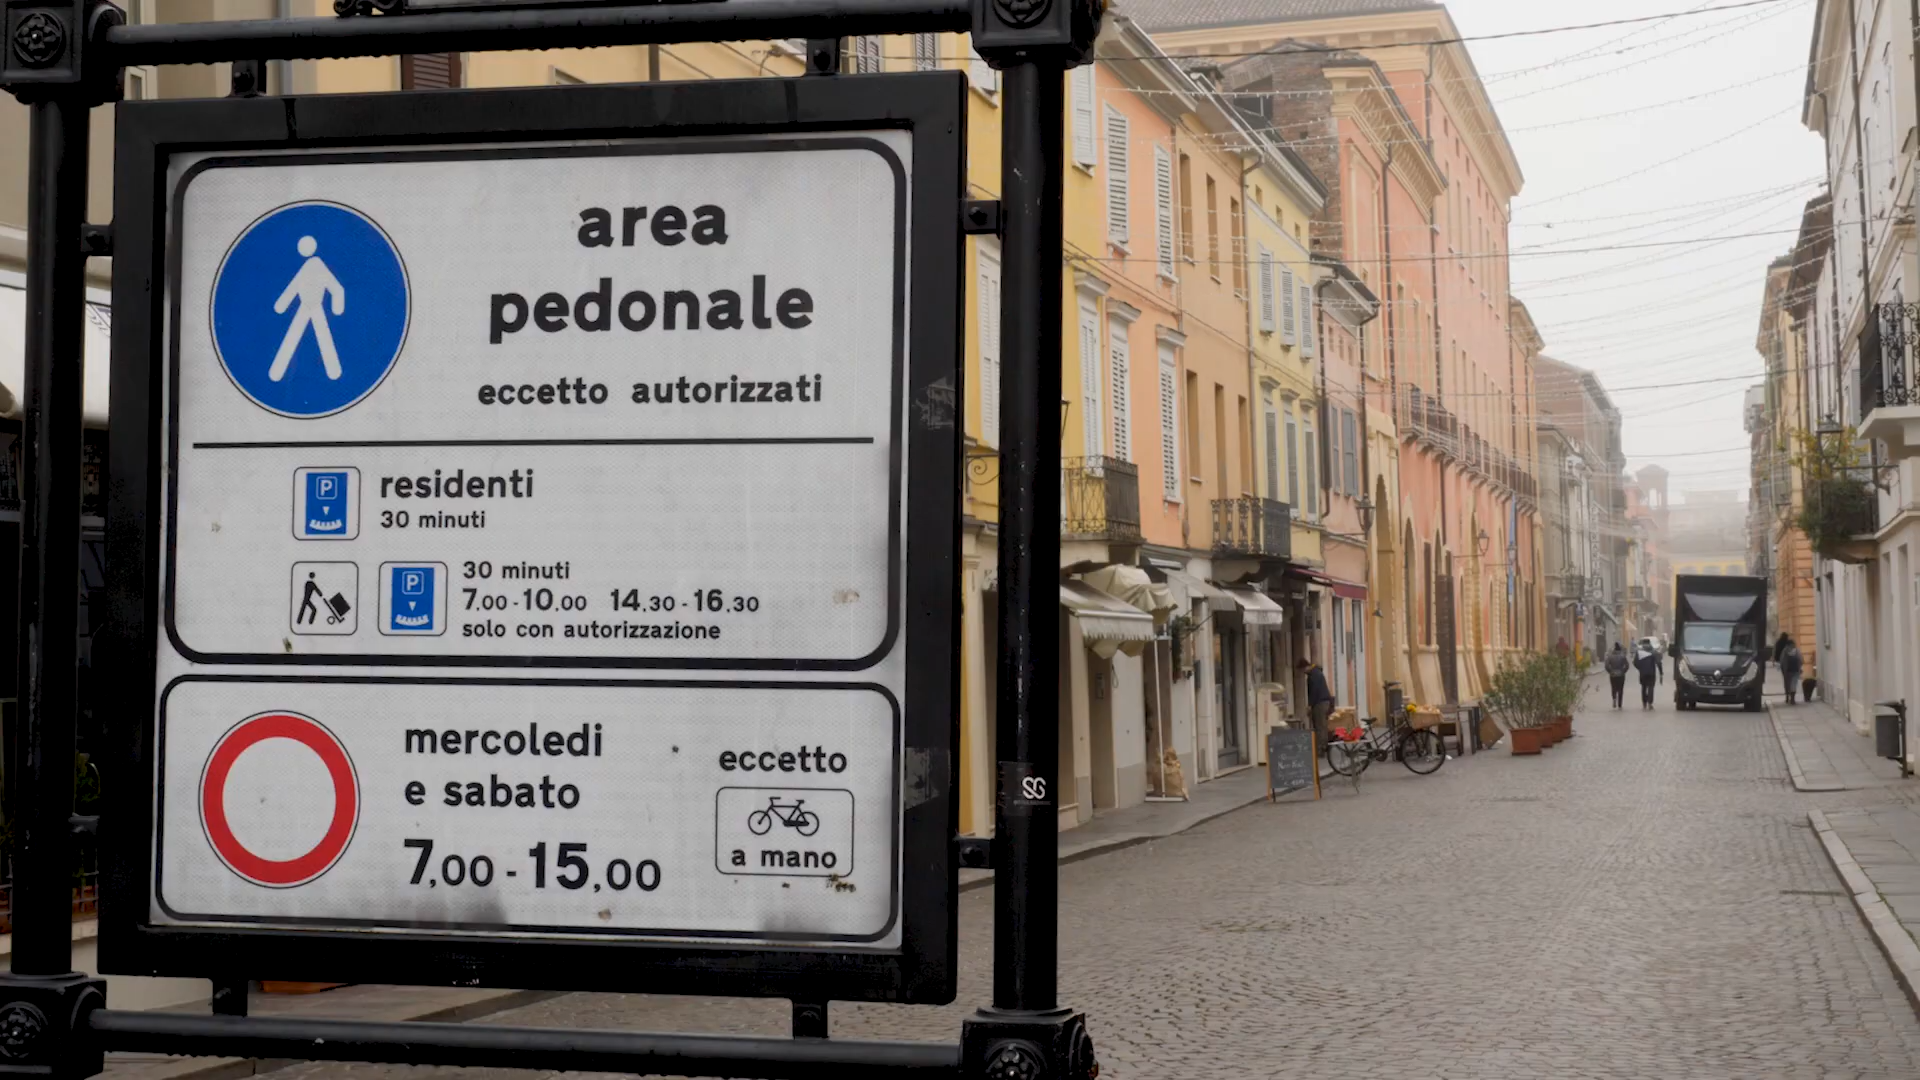 area
pedonale
eccetto autorizzati
P
residenti
30 minuti
P
30 minuti
7,00 - 10,00 14,30 - 16,30
solo con autorizzazione
mercoledi
e sabato
7,00 - 15,00
eccetto
a mano
SG